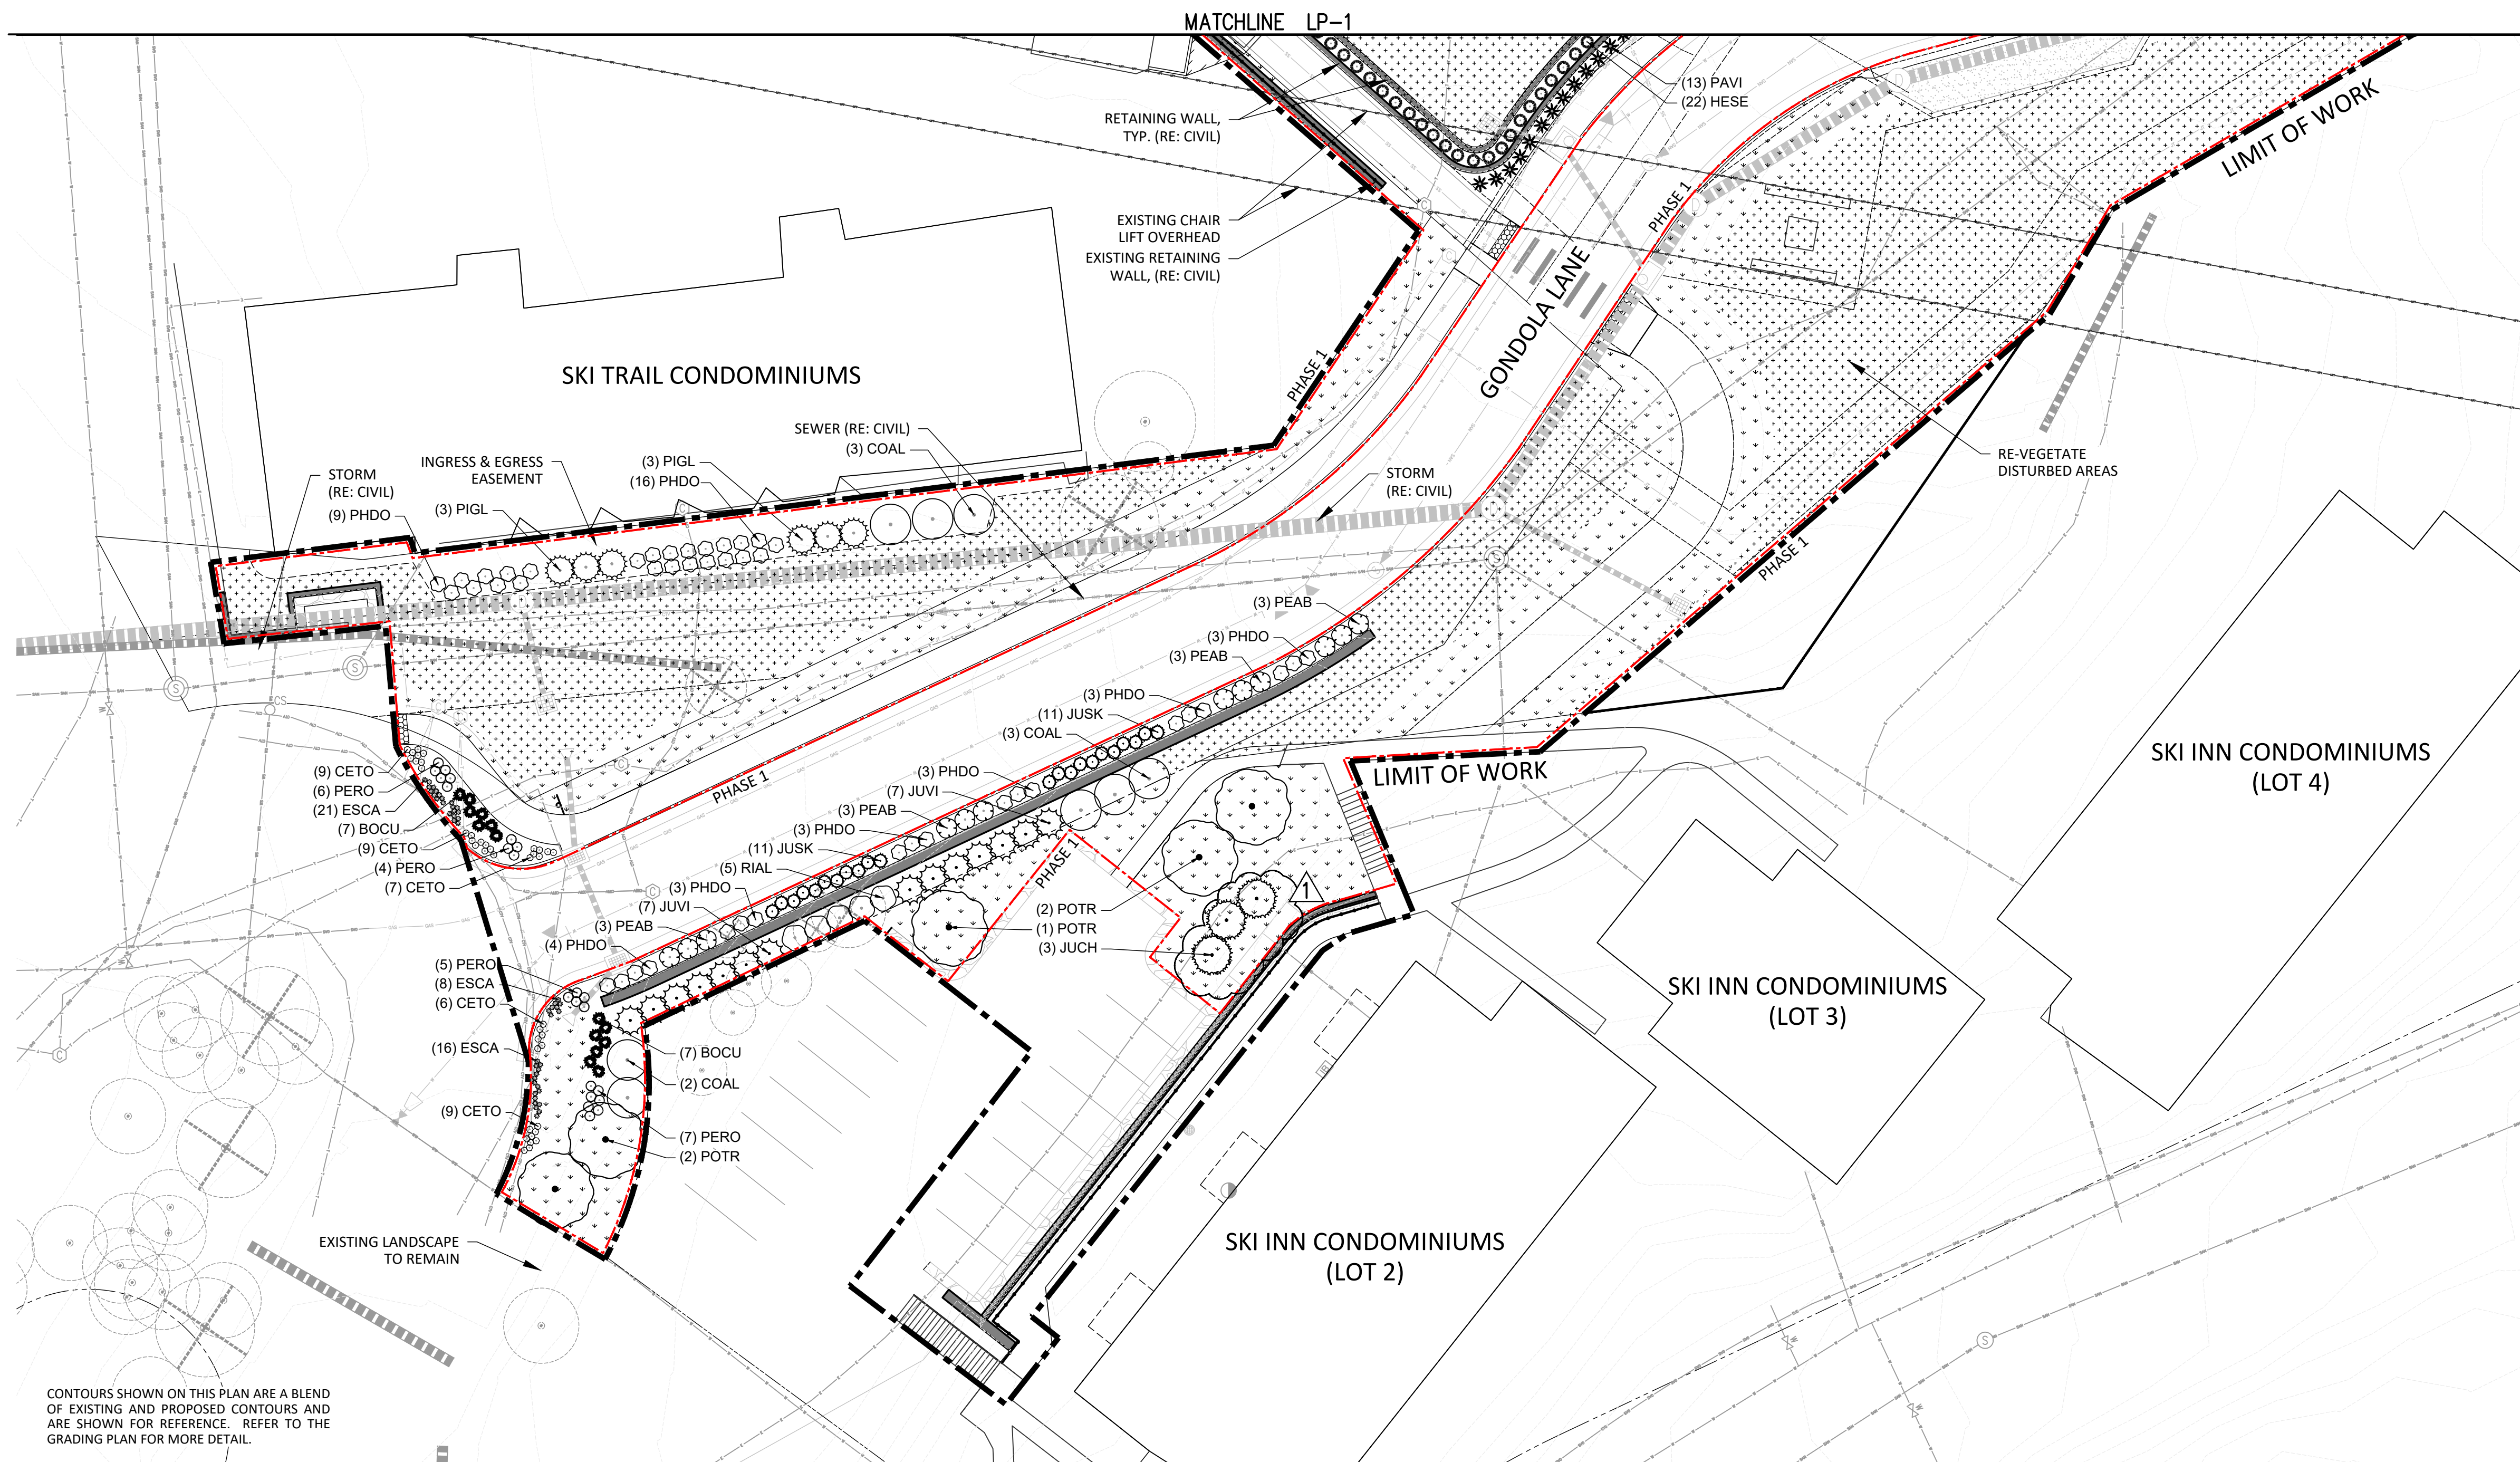 MATCHLINE LP-1
(13) PAVI
(22) HESE
RETAINING WALL,
TYP. (RE: CIVIL)
LIMIT OF WORK
EXISTING CHAIR
LIFT OVERHEAD
EXISTING RETAINING
WALL, (RE: CIVIL)
PHASE 1
GONDOLA LANE
PHASE 1
SKI TRAIL CONDOMINIUMS
SEWER (RE: CIVIL)
(3) COAL
INGRESS & EGRESS
EASEMENT
(3) PIGL
(16) PHDO
STORM
(RE: CIVIL)
(9) PHDO
(3) PIGL
STORM
(RE: CIVIL)
RE-VEGETATE
DISTURBED AREAS
PHASE 1
(3) PEAB
(3) PHDO
(3) PEAB
(3) PHDO
(11) JUSK
(3) COAL
S
S
CS
(9) CETO
(6) PERO
(21) ESCA
(7) BOCU
(9) CETO
(4) PERO
(7) CETO
PHASE 1
(3) PHDO
(7) JUVI
(3) PEAB
(3) PHDO
(11) JUSK
(5) RIAL
(3) PHDO
(7) JUVI
(3) PEAB
(4) PHDO
PHASE 1
LIMIT OF WORK
1
(2) POTR
(1) POTR
(3) JUCH
SKI INN CONDOMINIUMS
(LOT 4)
(5) PERO
(8) ESCA
(6) CETO
(16) ESCA
(9) CETO
(7) BOCU
(2) COAL
(7) PERO
(2) POTR
SKI INN CONDOMINIUMS
(LOT 3)
EXISTING LANDSCAPE
TO REMAIN
SKI INN CONDOMINIUMS
(LOT 2)
S
CONTOURS SHOWN ON THIS PLAN ARE A BLEND
OF EXISTING AND PROPOSED CONTOURS AND
ARE SHOWN FOR REFERENCE. REFER TO THE
GRADING PLAN FOR MORE DETAIL.